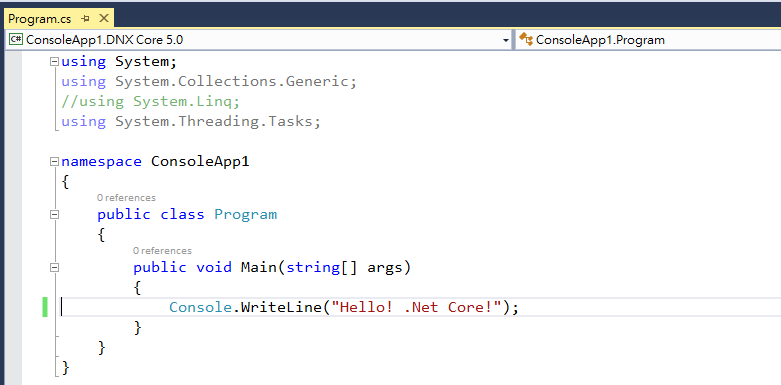 Program.cs
C# ConsoleApp1.DNX Core 5.0
ConsoleApp1.Program
using System;
using System.Collections.Generic;
//using System.Linq;
using System.Threading.Tasks;
namespace ConsoleApp1
{
0 references
public class Program
{
0 references
public void Main(string[] args)
{
Console.WriteLine("Hello! .Net Core!");
}
}
}